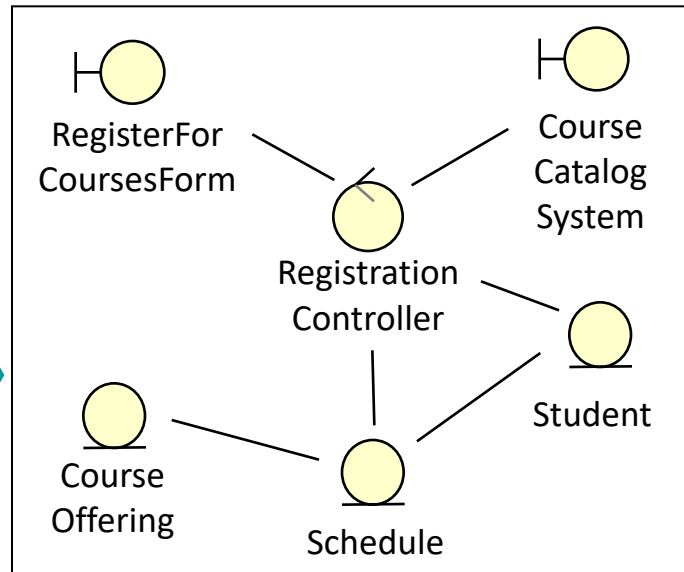 RegisterFor
CoursesForm
Course
Catalog
System
Registration
Controller
Student
Course
Offering
Schedule